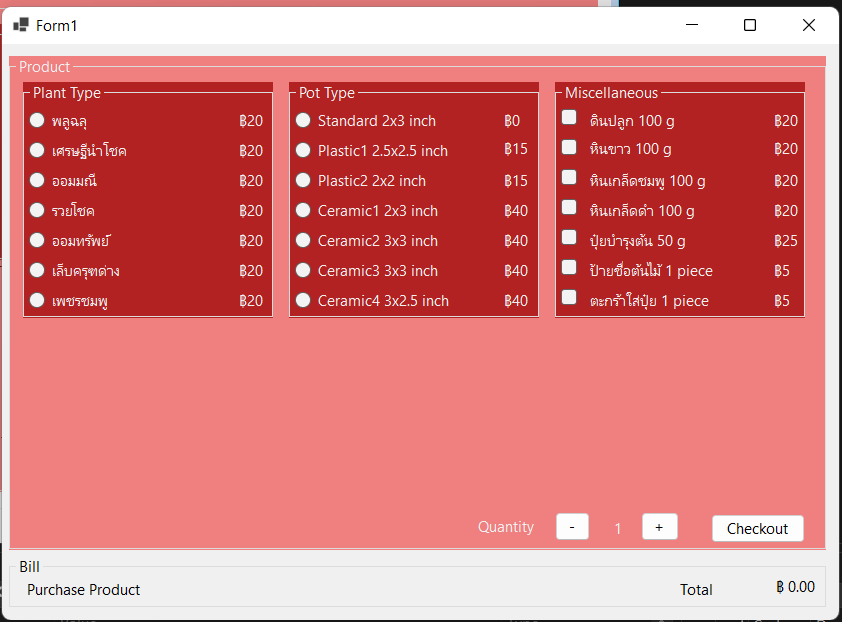 Form1
Product
Plant Type
พลูฉลุ ฿20
เศรษฐีนำโชค ฿20
ออมมณี ฿20
รวยโชค ฿20
ออมทรัพย์ ฿20
เล็บครุฑด่าง ฿20
เพชรชมพู ฿20
Pot Type
Standard 2x3 inch ฿0
Plastic1 2.5x2.5 inch ฿15
Plastic2 2x2 inch ฿15
Ceramic1 2x3 inch ฿40
Ceramic2 3x3 inch ฿40
Ceramic3 3x3 inch ฿40
Ceramic4 3x2.5 inch ฿40
Miscellaneous
ดินปลูก 100 g ฿20
หินขาว 100 g ฿20
หินเกล็ดชมพู 100 g ฿20
หินเกล็ดดำ 100 g ฿20
ปุ๋ยบำรุงต้น 50 g ฿25
ป้ายชื่อต้นไม้ 1 piece ฿5
ตะกร้าใส่ปุ๋ย 1 piece ฿5
Quantity - 1 + Checkout
Bill
Purchase Product Total ฿ 0.00